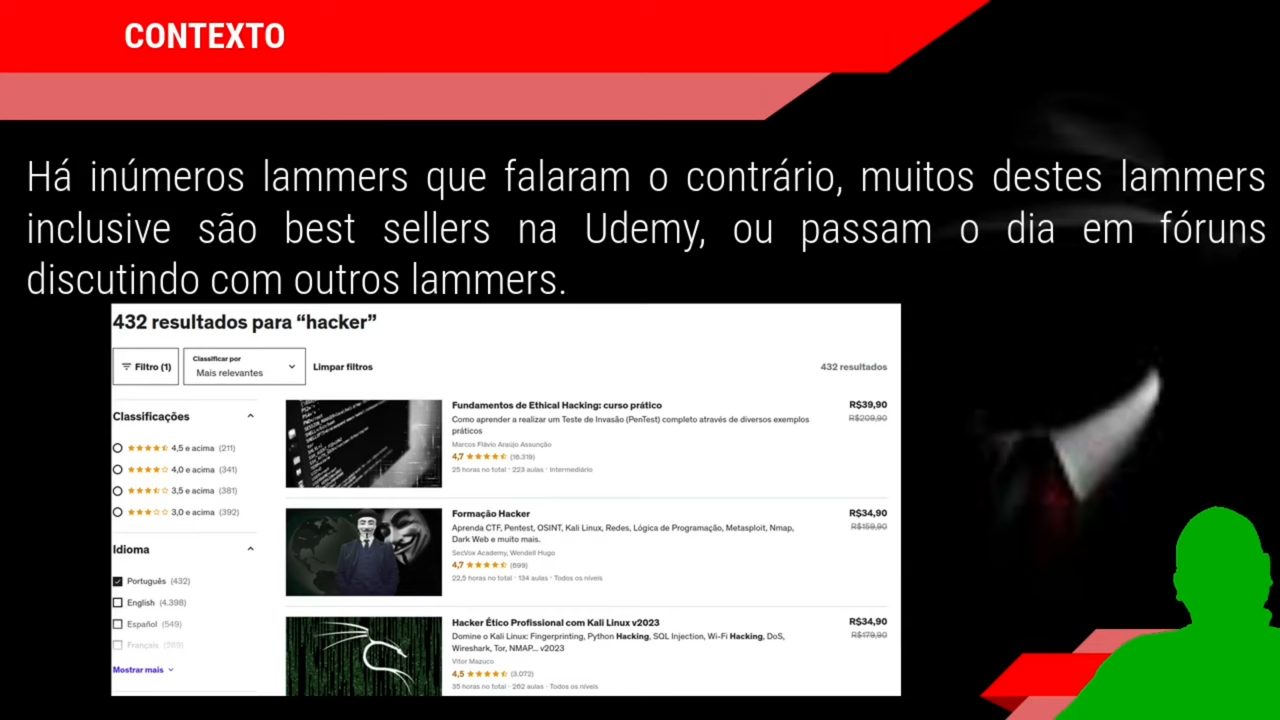 CONTEXTO
Há inúmeros lammers que falaram o contrário, muitos destes lammers
inclusive são best sellers na Udemy, ou passam o dia em fóruns
discutindo com outros lammers.
432 resultados para “hacker”
Filtro (1)
Classificar por
Mais relevantes
Limpar filtros
432 resultados
Classificações
4,5 e acima (211)
4,0 e acima (341)
3,5 e acima (381)
3,0 e acima (392)
Idioma
Português (432)
English (4.398)
Español (549)
Français (269)
Mostrar mais
Fundamentos de Ethical Hacking: curso prático
R$39,90
Como aprender a realizar um Teste de Invasão (PenTest) completo através de diversos exemplos
R$209,90
práticos
Marcos Flávio Araújo Assunção
4,7 (16.319)
25 horas no total · 223 aulas · Intermediário
Formação Hacker
R$34,90
Aprenda CTF, Pentest, OSINT, Kali Linux, Redes, Lógica de Programação, Metasploit, Nmap,
R$159,90
Dark Web e muito mais.
SecVox Academy, Wendell Hugo
4,7 (699)
22,5 horas no total · 134 aulas · Todos os níveis
Hacker Ético Profissional com Kali Linux v2023
R$34,90
Domine o Kali Linux: Fingerprinting, Python Hacking, SQL Injection, Wi-Fi Hacking, DoS,
R$179,90
Wireshark, Tor, NMAP... v2023
Vitor Mazuco
4,5 (3.072)
35 horas no total · 262 aulas · Todos os níveis